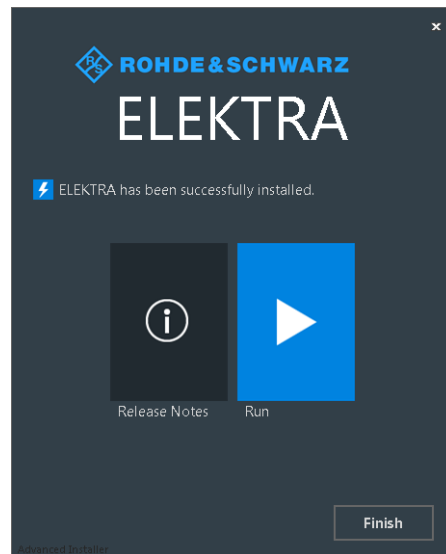 ×
R&S ROHDE&SCHWARZ
ELEKTRA
ELEKTRA has been successfully installed.
Release Notes Run
Finish
Advanced Installer